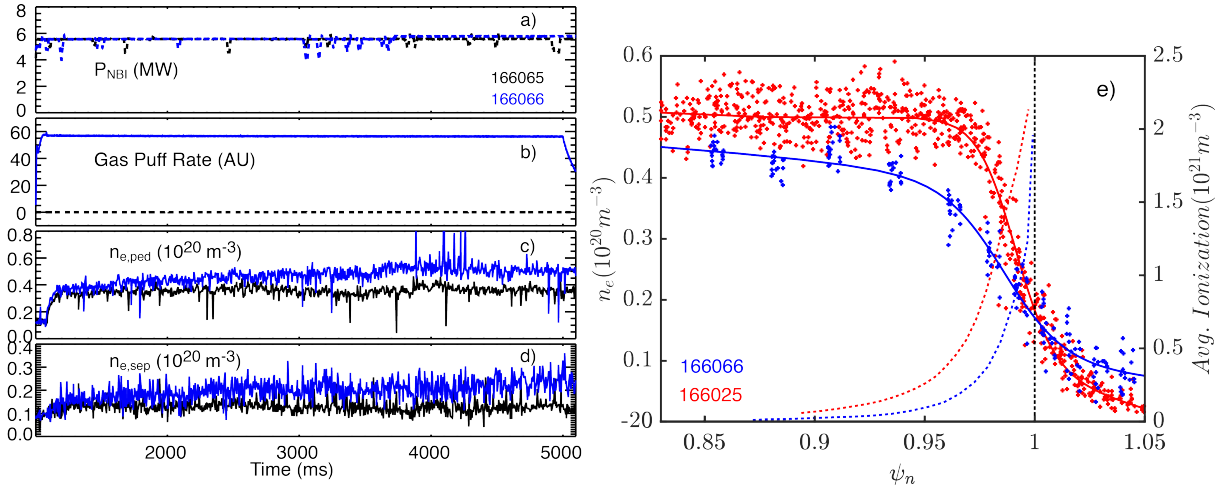 8
6
4
2
0
a)
P_NBI (MW)
166065
166066
60
40
20
0
b)
Gas Puff Rate (AU)
0.8
0.6
0.4
0.2
0.0
c)
n_e,ped (10^20 m^-3)
0.4
0.3
0.2
0.1
0.0
d)
n_e,sep (10^20 m^-3)
2000 3000 4000 5000
Time (ms)
e)
0.6
0.5
0.4
0.3
0.2
0.1
-20
n_e(10^20 m^-3)
166066
166025
2.5
2
1.5
1
0.5
0
Avg. Ionization(10^21 m^-3)
0.85 0.9 0.95 1 1.05
ψ_n